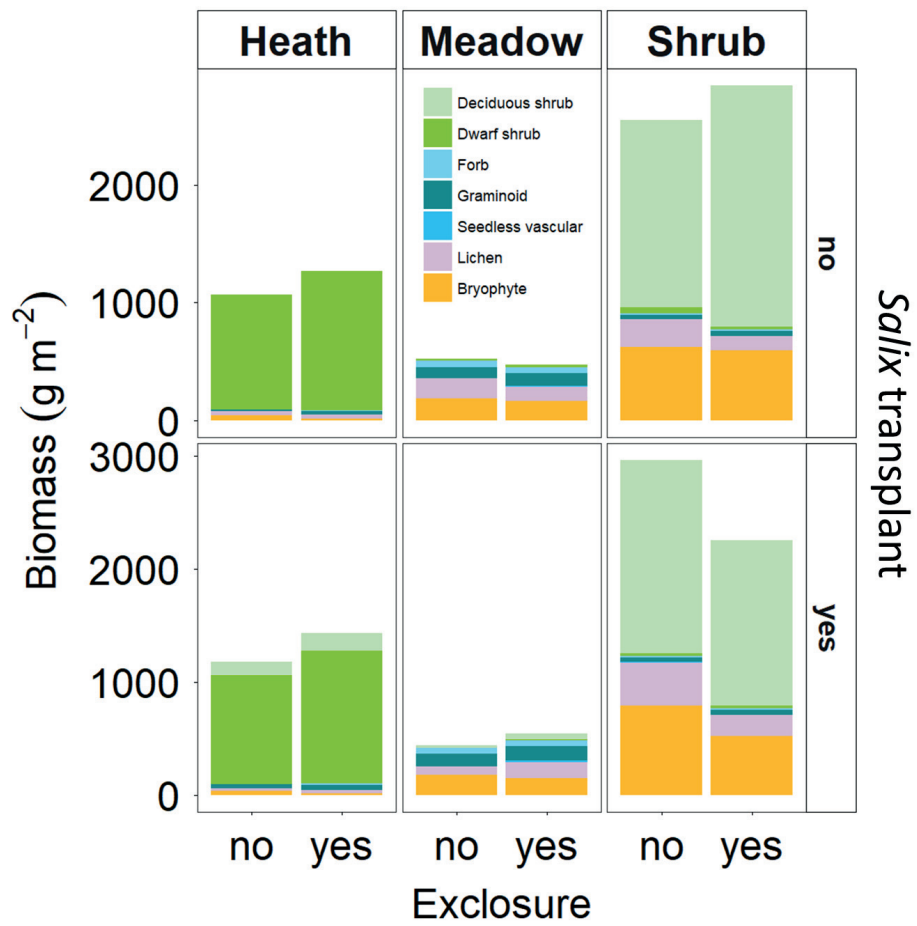 Heath Meadow Shrub
Deciduous shrub
Dwarf shrub
Forb
Graminoid
Seedless vascular
Lichen
Bryophyte
2000
1000
0
no
3000
2000
1000
0
yes
Biomass (g m−2)
Salix transplant
no yes no yes no yes
Exclosure